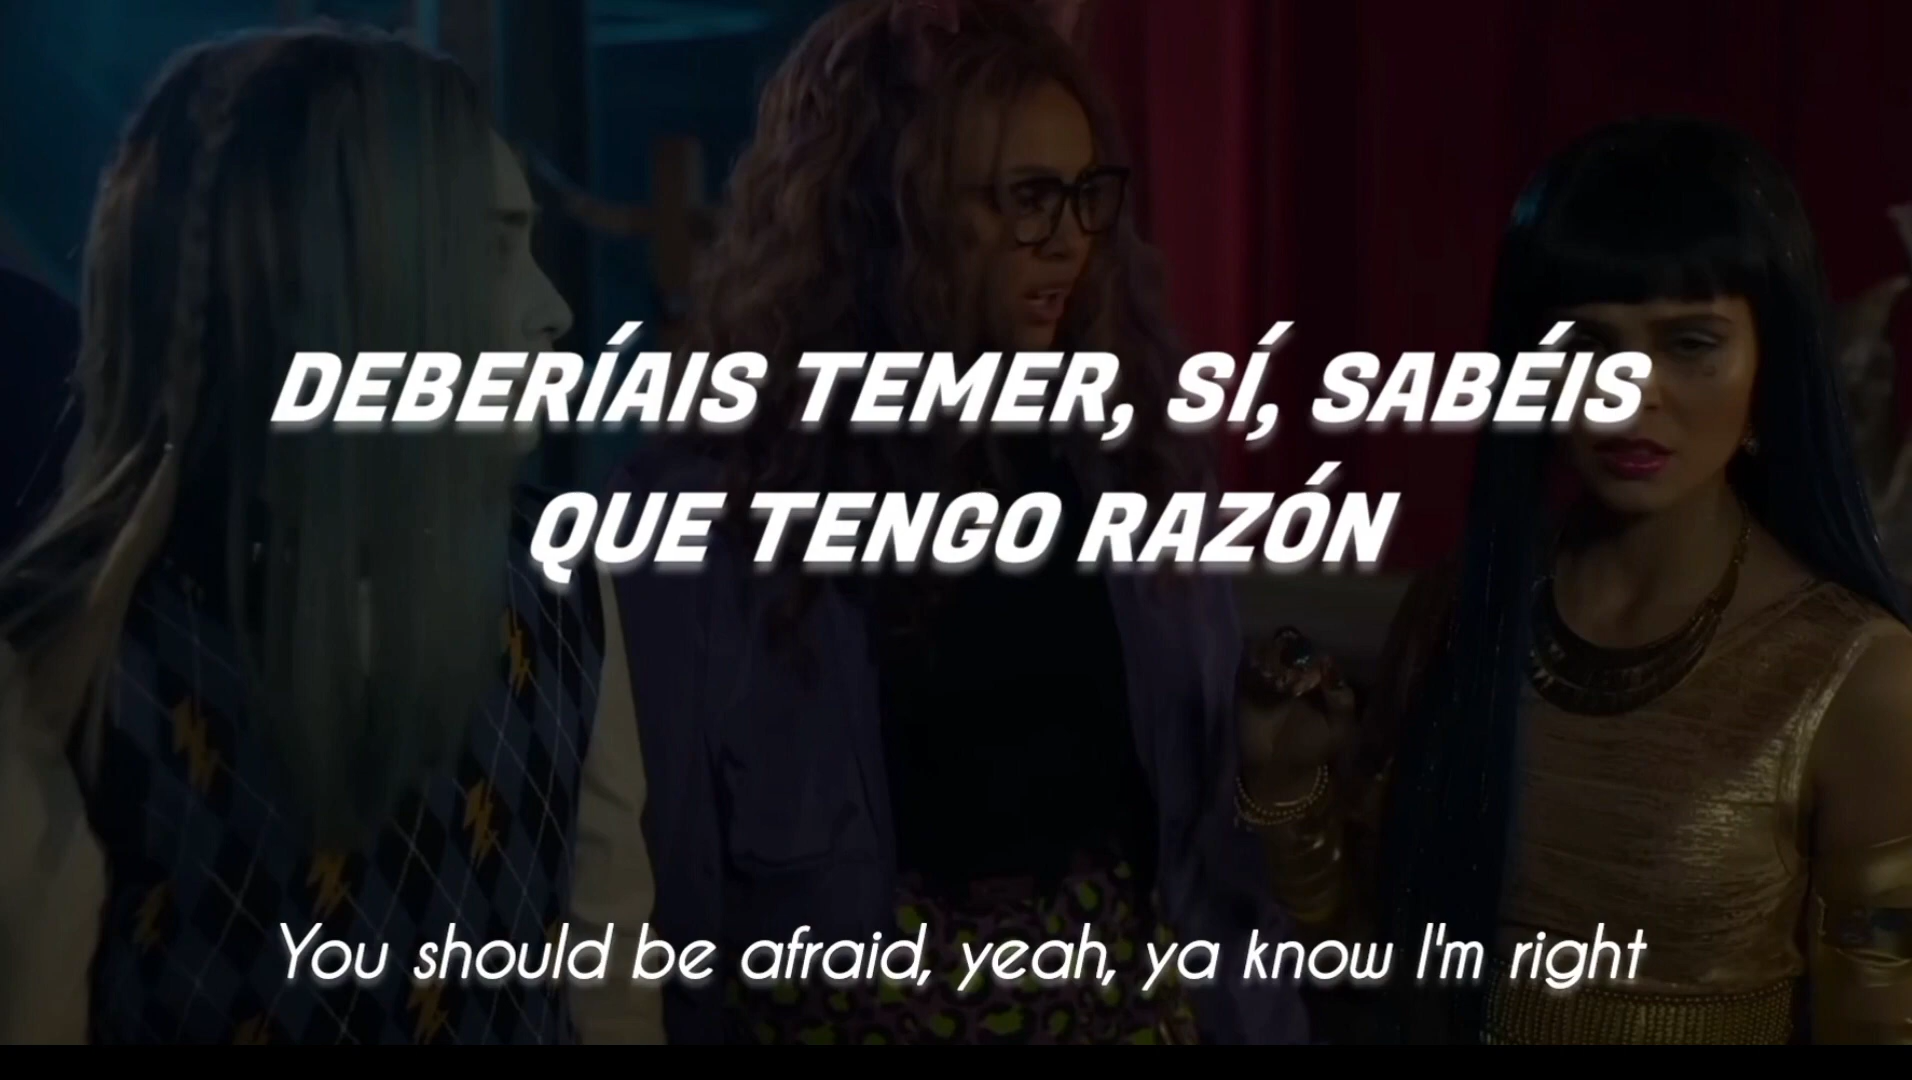 DEBERÍAIS TEMER, SÍ, SABÉIS
QUE TENGO RAZÓN
You should be afraid, yeah, ya know I'm right